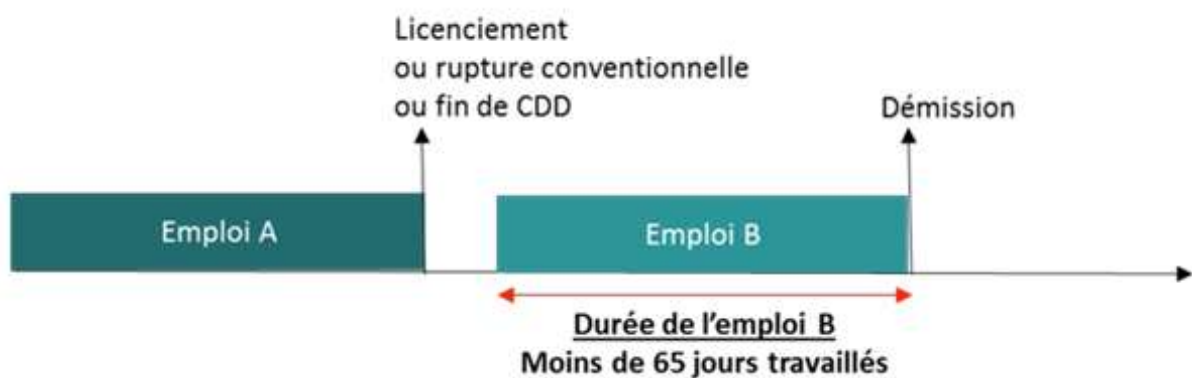 Licenciement
ou rupture conventionnelle
ou fin de CDD
Démission
Emploi A
Emploi B
Durée de l’emploi B
Moins de 65 jours travaillés